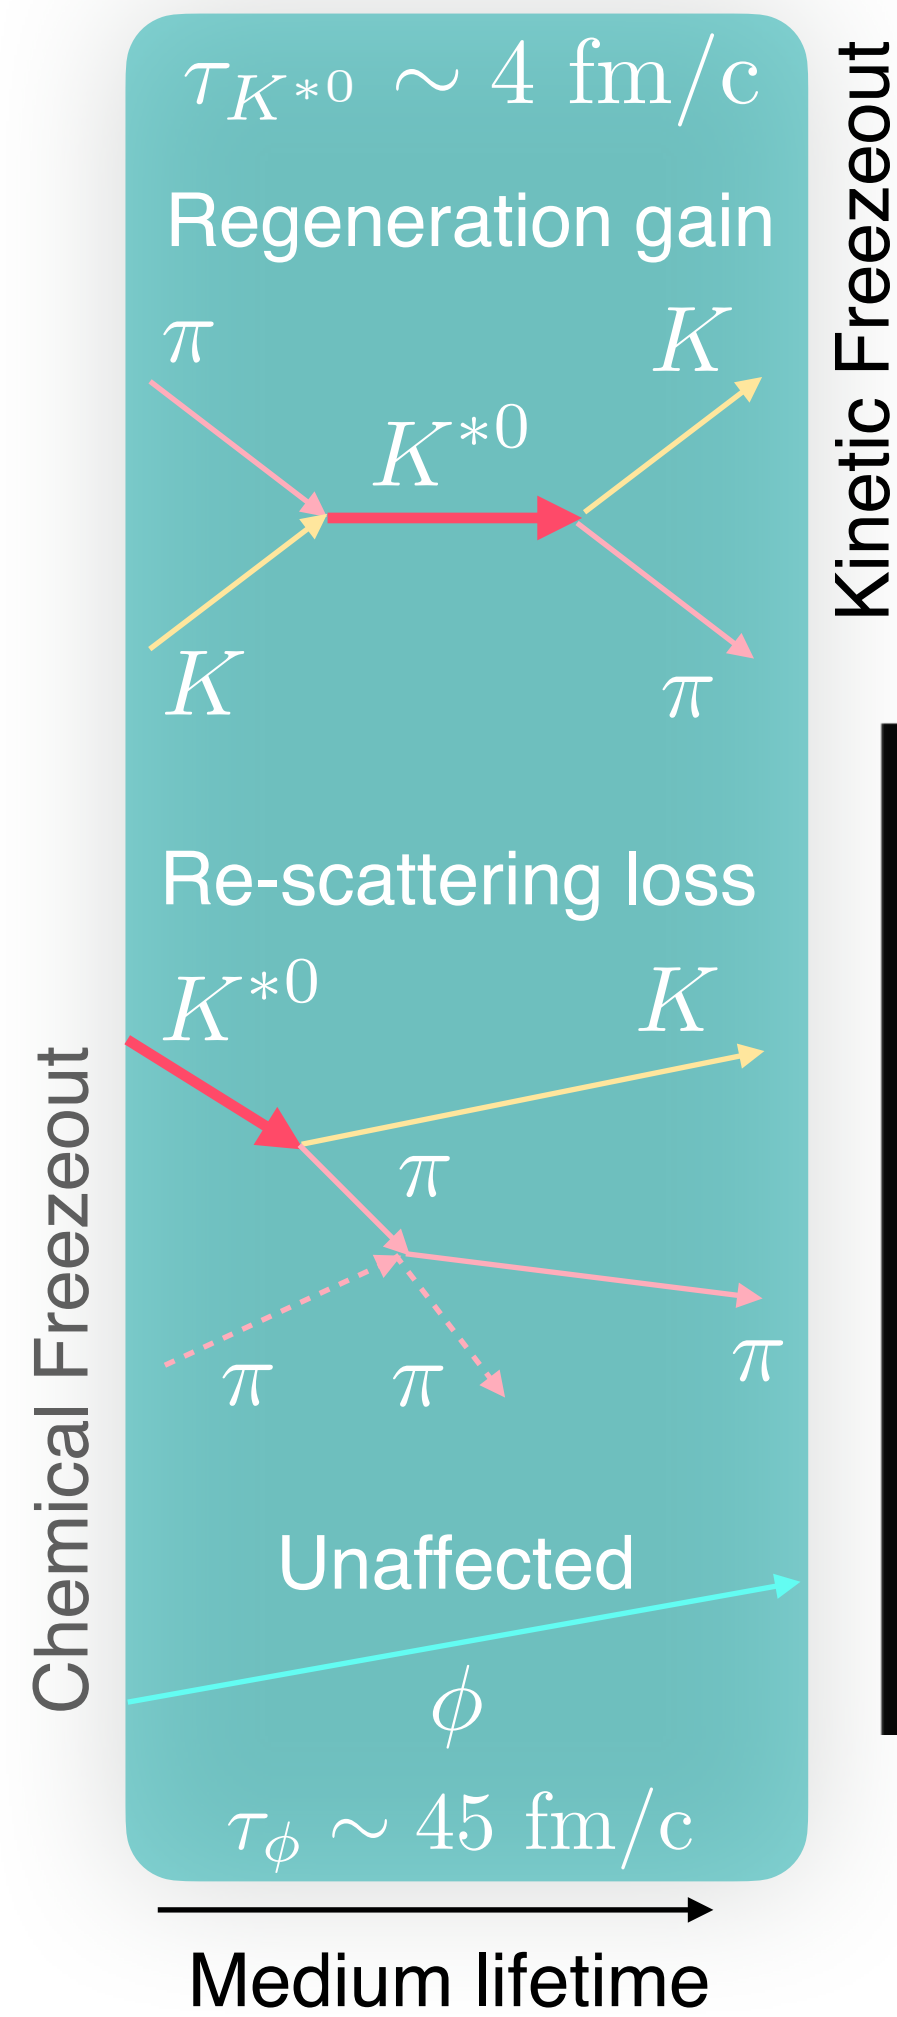 τ_{K^{*0}} ∼ 4 fm/c
Regeneration gain
π
K
K^{*0}
K
π
Re-scattering loss
K^{*0}
K
π
π
π
π
Unaffected
ϕ
τ_ϕ ∼ 45 fm/c
Medium lifetime
Chemical Freezeout
Kinetic Freezeout